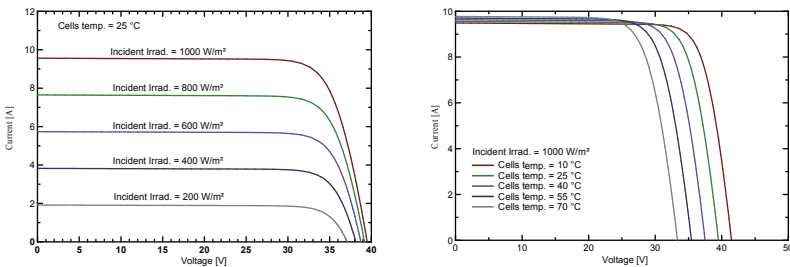 12
10
8
6
4
2
0
Current [A]
Cells temp. = 25 °C
Incident Irrad. = 1000 W/m²
Incident Irrad. = 800 W/m²
Incident Irrad. = 600 W/m²
Incident Irrad. = 400 W/m²
Incident Irrad. = 200 W/m²
0 5 10 15 20 25 30 35 40
Voltage [V]
10
8
6
4
2
0
Current [A]
Incident Irrad. = 1000 W/m²
Cells temp. = 10 °C
Cells temp. = 25 °C
Cells temp. = 40 °C
Cells temp. = 55 °C
Cells temp. = 70 °C
0 10 20 30 40 50
Voltage [V]